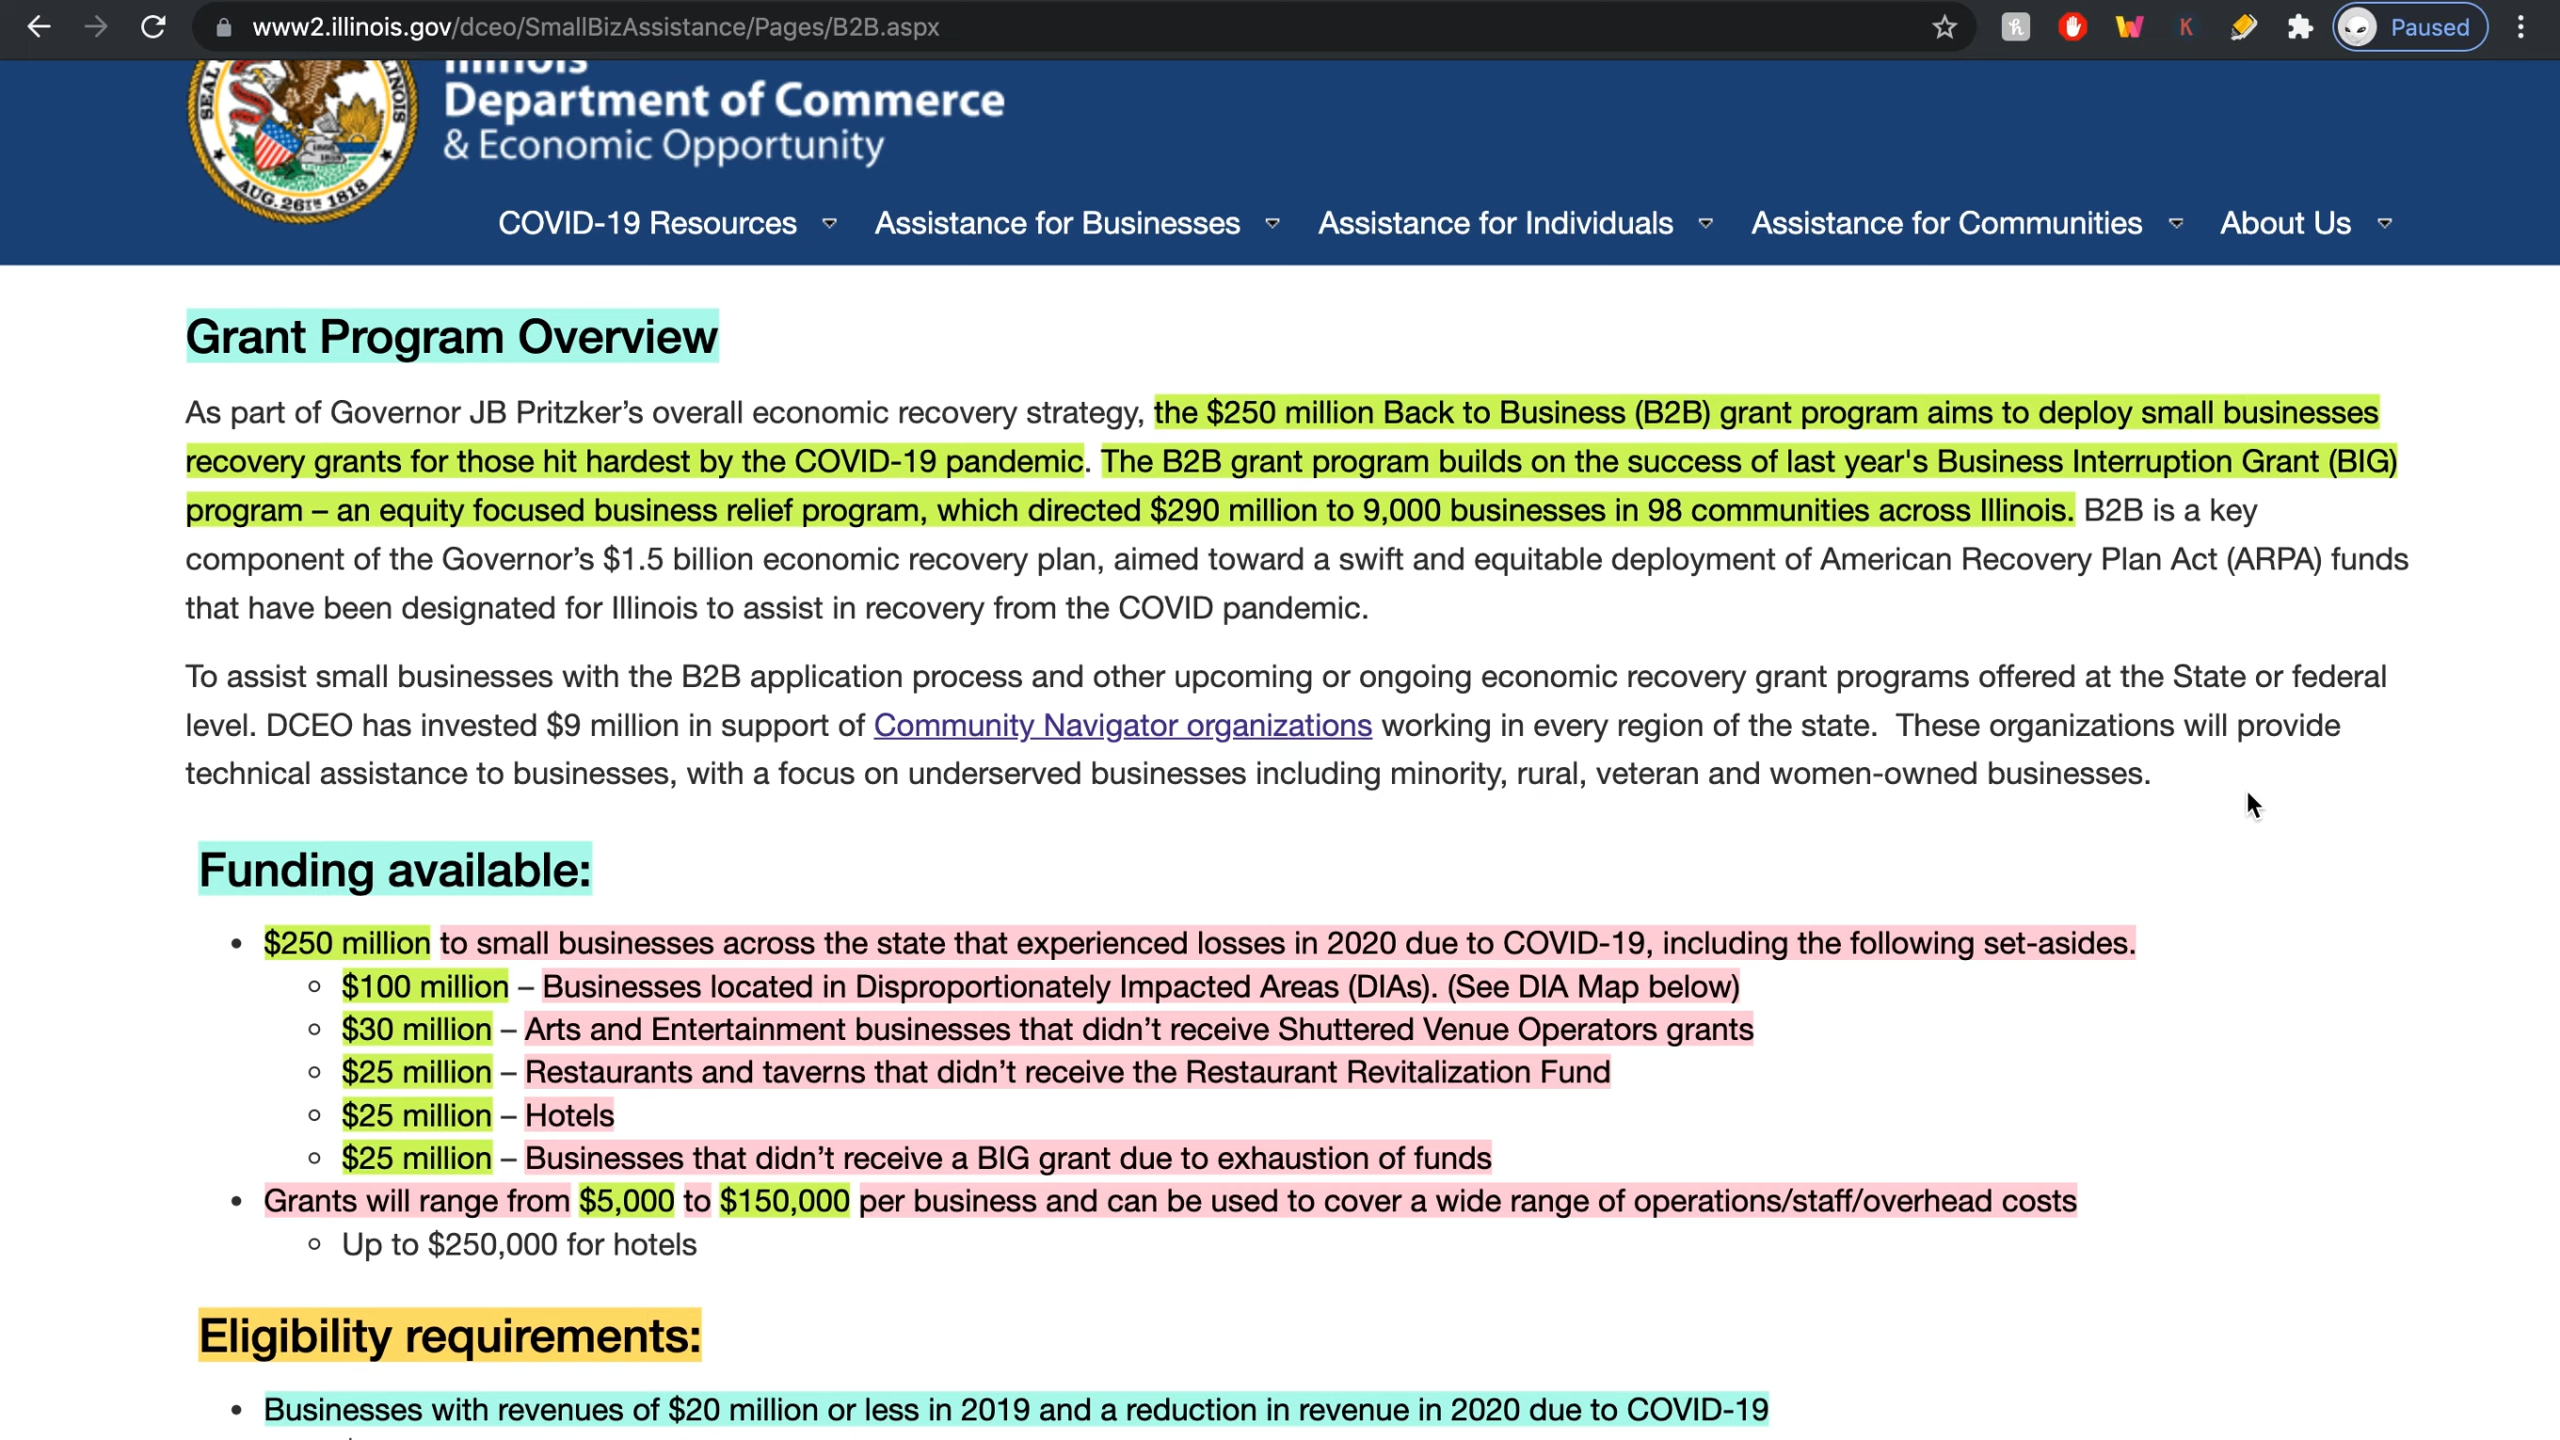 www2.illinois.gov/dceo/SmallBizAssistance/Pages/B2B.aspx
Paused
SEAL
LINOIS
AUG. 26TH 1818
Illinois
Department of Commerce
& Economic Opportunity
COVID-19 Resources
Assistance for Businesses
Assistance for Individuals
Assistance for Communities
About Us
Grant Program Overview
As part of Governor JB Pritzker’s overall economic recovery strategy, the $250 million Back to Business (B2B) grant program aims to deploy small businesses
recovery grants for those hit hardest by the COVID-19 pandemic. The B2B grant program builds on the success of last year's Business Interruption Grant (BIG)
program – an equity focused business relief program, which directed $290 million to 9,000 businesses in 98 communities across Illinois. B2B is a key
component of the Governor’s $1.5 billion economic recovery plan, aimed toward a swift and equitable deployment of American Recovery Plan Act (ARPA) funds
that have been designated for Illinois to assist in recovery from the COVID pandemic.
To assist small businesses with the B2B application process and other upcoming or ongoing economic recovery grant programs offered at the State or federal
level. DCEO has invested $9 million in support of Community Navigator organizations working in every region of the state.  These organizations will provide
technical assistance to businesses, with a focus on underserved businesses including minority, rural, veteran and women-owned businesses.
Funding available:
• $250 million to small businesses across the state that experienced losses in 2020 due to COVID-19, including the following set-asides.
◦ $100 million – Businesses located in Disproportionately Impacted Areas (DIAs). (See DIA Map below)
◦ $30 million – Arts and Entertainment businesses that didn’t receive Shuttered Venue Operators grants
◦ $25 million – Restaurants and taverns that didn’t receive the Restaurant Revitalization Fund
◦ $25 million – Hotels
◦ $25 million – Businesses that didn’t receive a BIG grant due to exhaustion of funds
• Grants will range from $5,000 to $150,000 per business and can be used to cover a wide range of operations/staff/overhead costs
◦ Up to $250,000 for hotels
Eligibility requirements:
• Businesses with revenues of $20 million or less in 2019 and a reduction in revenue in 2020 due to COVID-19